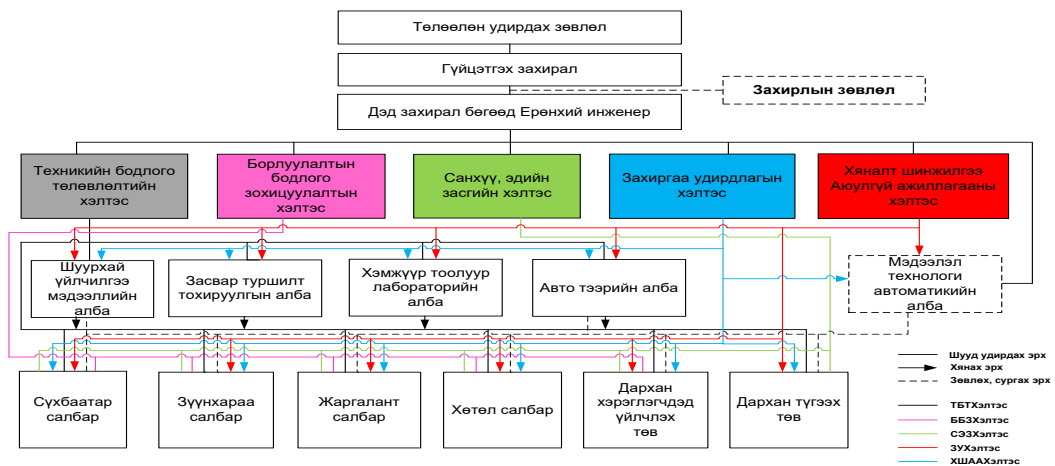 Төлөөлөн удирдах зөвлөл
Гүйцэтгэх захирал
Захирлын зөвлөл
Дэд захирал бөгөөд Ерөнхий инженер
Техникийн бодлого
төлөвлөлтийн
хэлтэс
Борлуулалтын
бодлого
зохицуулалтын
хэлтэс
Санхүү, эдийн
засгийн хэлтэс
Захиргаа удирдлагын
хэлтэс
Хяналт шинжилгээ
Аюулгүй ажиллагааны
хэлтэс
Шуурхай
үйлчилгээ
мэдээллийн
алба
Засвар туршилт
тохируулгын алба
Хэмжүүр тоолуур
лабораторийн
алба
Авто тээрийн алба
Мэдээлэл
технологи
автоматикийн
алба
Сүхбаатар
салбар
Зүүнхараа
салбар
Жаргалант
салбар
Хөтөл салбар
Дархан
хэрэглэгчдэд
үйлчлэх
төв
Дархан түгээх
төв
Шууд удирдах эрх
Хянах эрх
Зөвлөх, сургах эрх
ТБТХэлтэс
ББЗХэлтэс
СЭЗХэлтэс
ЗУХэлтэс
ХШААХэлтэс